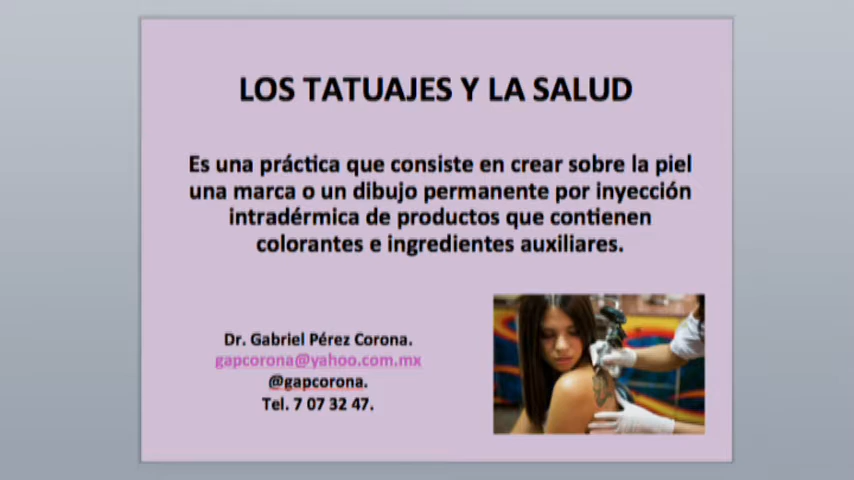 LOS TATUAJES Y LA SALUD
Es una práctica que consiste en crear sobre la piel
una marca o un dibujo permanente por inyección
intradérmica de productos que contienen
colorantes e ingredientes auxiliares.
Dr. Gabriel Pérez Corona.
gapcorona@yahoo.com.mx
@gapcorona.
Tel. 7 07 32 47.